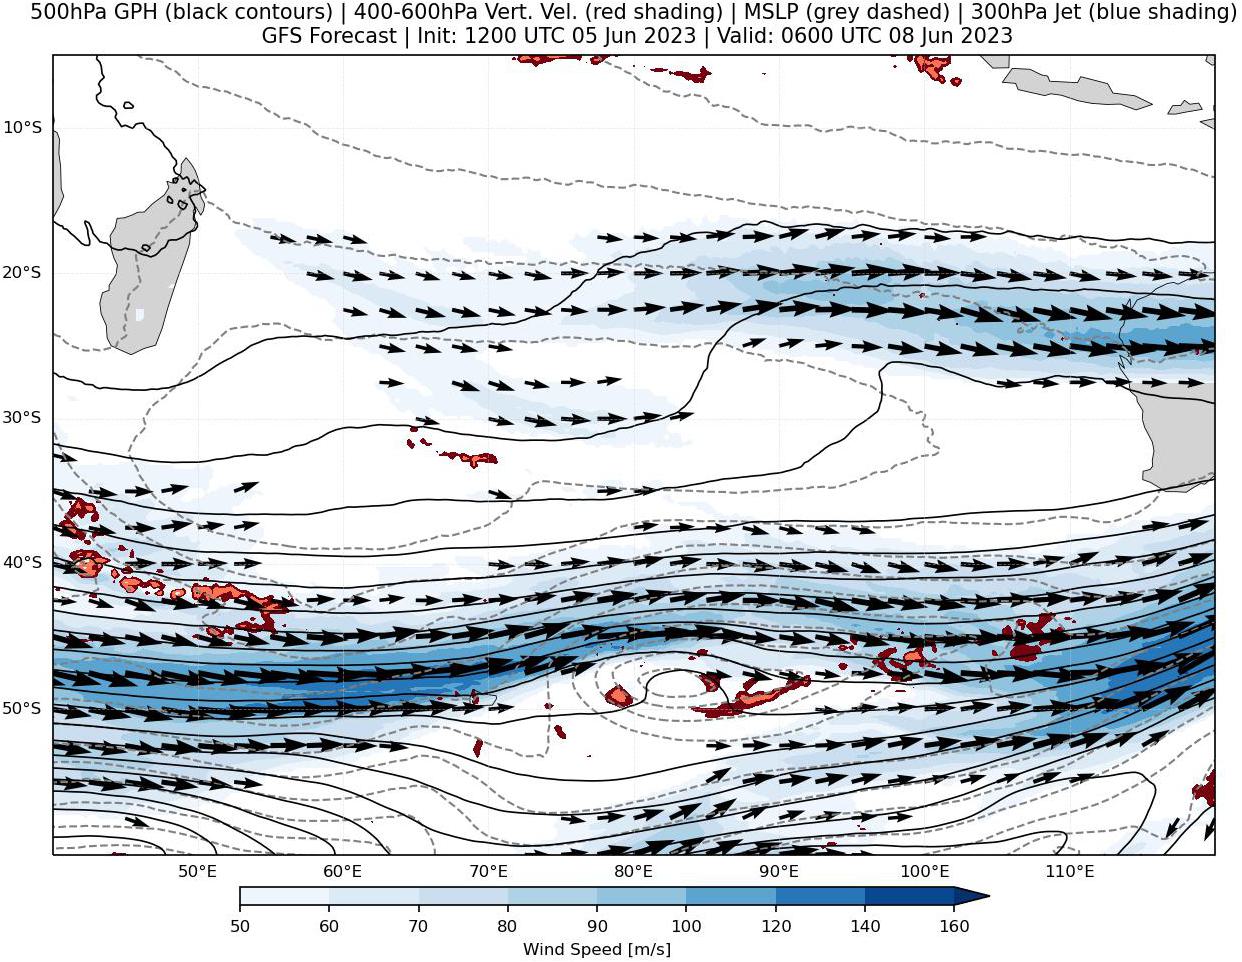 500hPa GPH (black contours) | 400-600hPa Vert. Vel. (red shading) | MSLP (grey dashed) | 300hPa Jet (blue shading)
GFS Forecast | Init: 1200 UTC 05 Jun 2023 | Valid: 0600 UTC 08 Jun 2023
10°S
20°S
30°S
40°S
50°S
50°E 60°E 70°E 80°E 90°E 100°E 110°E
50 60 70 80 90 100 120 140 160
Wind Speed [m/s]